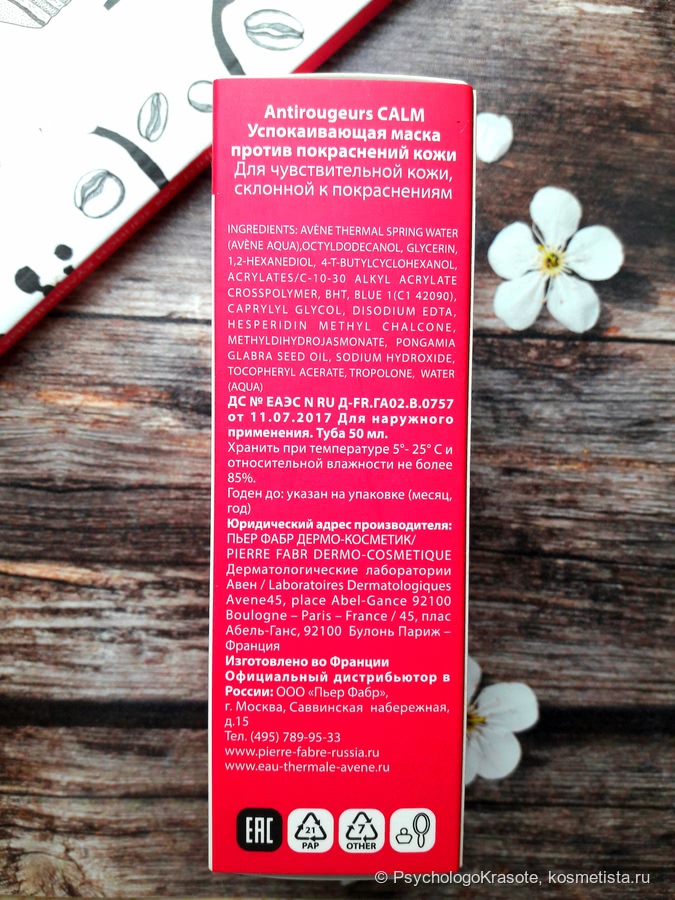 Antirougeurs CALM
Успокаивающая маска
против покраснений кожи
Для чувствительной кожи,
склонной к покраснениям
INGREDIENTS: AVÈNE THERMAL SPRING WATER
(AVÈNE AQUA),OCTYLDODECANOL, GLYCERIN,
1,2-HEXANEDIOL, 4-T-BUTYLCYCLOHEXANOL,
ACRYLATES/C-10-30 ALKYL ACRYLATE
CROSSPOLYMER, BHT, BLUE 1(C1 42090),
CAPRYLYL GLYCOL, DISODIUM EDTA,
HESPERIDIN METHYL CHALCONE,
METHYLDIHYDROJASMONATE, PONGAMIA
GLABRA SEED OIL, SODIUM HYDROXIDE,
TOCOPHERYL ACERATE, TROPOLONE, WATER
(AQUA)
ДС № ЕАЭС N RU Д-FR.ГА02.В.0757
от 11.07.2017 Для наружного
применения. Туба 50 мл.
Хранить при температуре 5°- 25° С и
относительной влажности не более
85%.
Годен до: указан на упаковке (месяц,
год)
Юридический адрес производителя:
ПЬЕР ФАБР ДЕРМО-КОСМЕТИК/
PIERRE FABR DERMO-COSMETIQUE
Дерматологические лаборатории
Авен / Laboratoires Dermatologiques
Avene45, place Abel-Gance 92100
Boulogne – Paris – France / 45, плас
Абель-Ганс, 92100 Булонь Париж –
Франция
Изготовлено во Франции
Официальный дистрибьютор в
России: ООО «Пьер Фабр»,
г. Москва, Саввинская набережная,
д.15
Тел. (495) 789-95-33
www.pierre-fabre-russia.ru
www.eau-thermale-avene.ru
EAC 21 PAP 7 OTHER
© PsychologoKrasote, kosmetista.ru